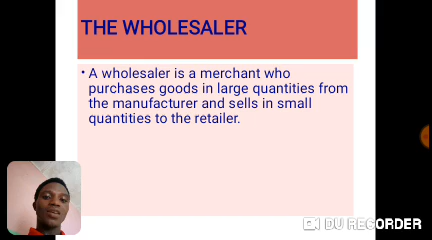 THE WHOLESALER
• A wholesaler is a merchant who
purchases goods in large quantities from
the manufacturer and sells in small
quantities to the retailer.
DU RECORDER